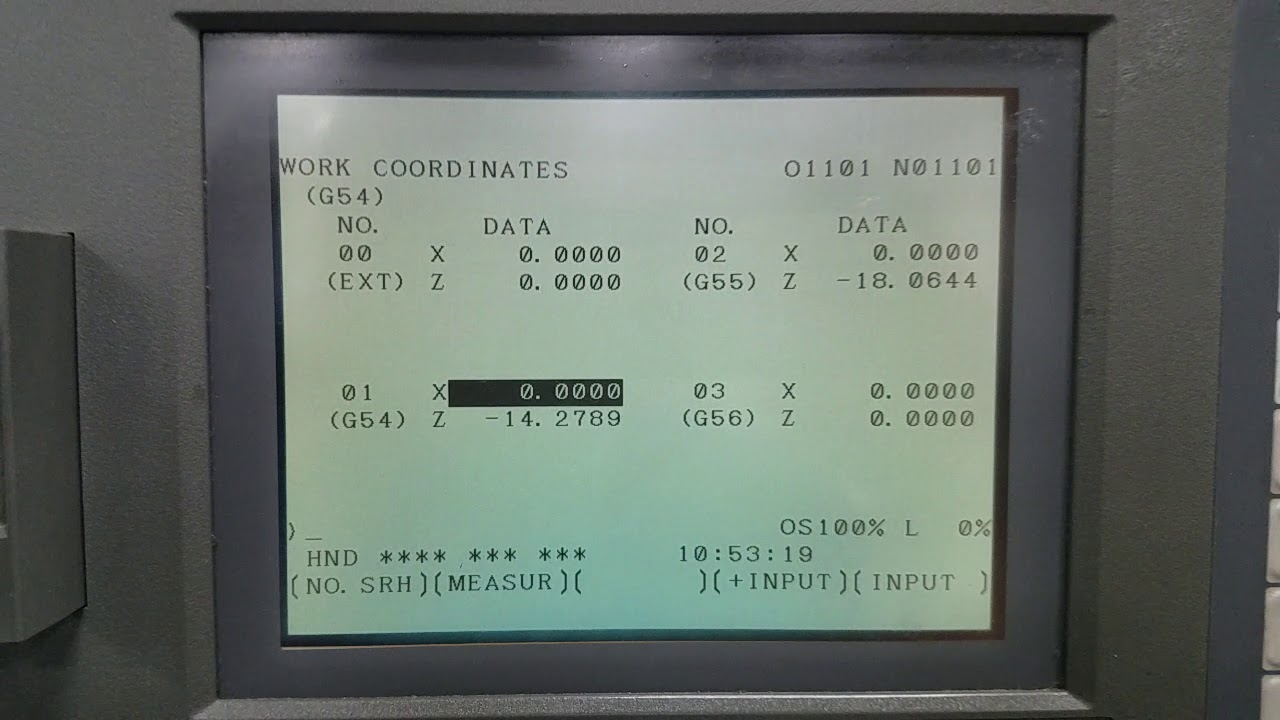 WORK COORDINATES O1101 N01101
(G54)
NO. DATA NO. DATA
00 X 0.0000 02 X 0.0000
(EXT) Z 0.0000 (G55) Z -18.0644
01 X 0.0000 03 X 0.0000
(G54) Z -14.2789 (G56) Z 0.0000
)_
OS100% L 0%
HND **** *** *** 10:53:19
(NO. SRH)(MEASUR)( )(+INPUT)(INPUT )